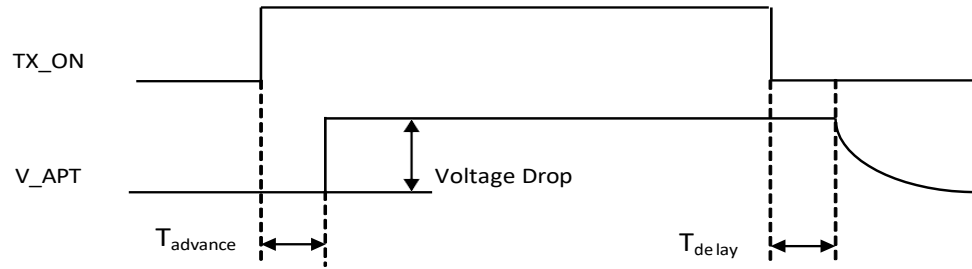 TX_ON
V_APT
Voltage Drop
Tadvance
Tdelay